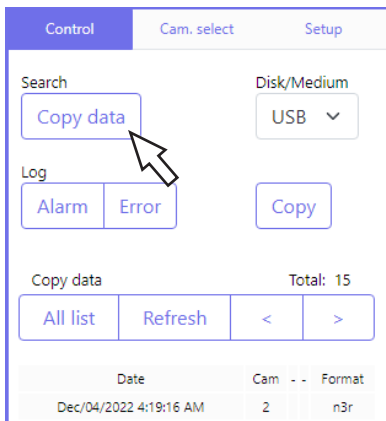 Control Cam. select Setup
Search Disk/Medium
Copy data USB
Log
Alarm Error Copy
Copy data Total: 15
All list Refresh < >
Date Cam - - Format
Dec/04/2022 4:19:16 AM 2 n3r